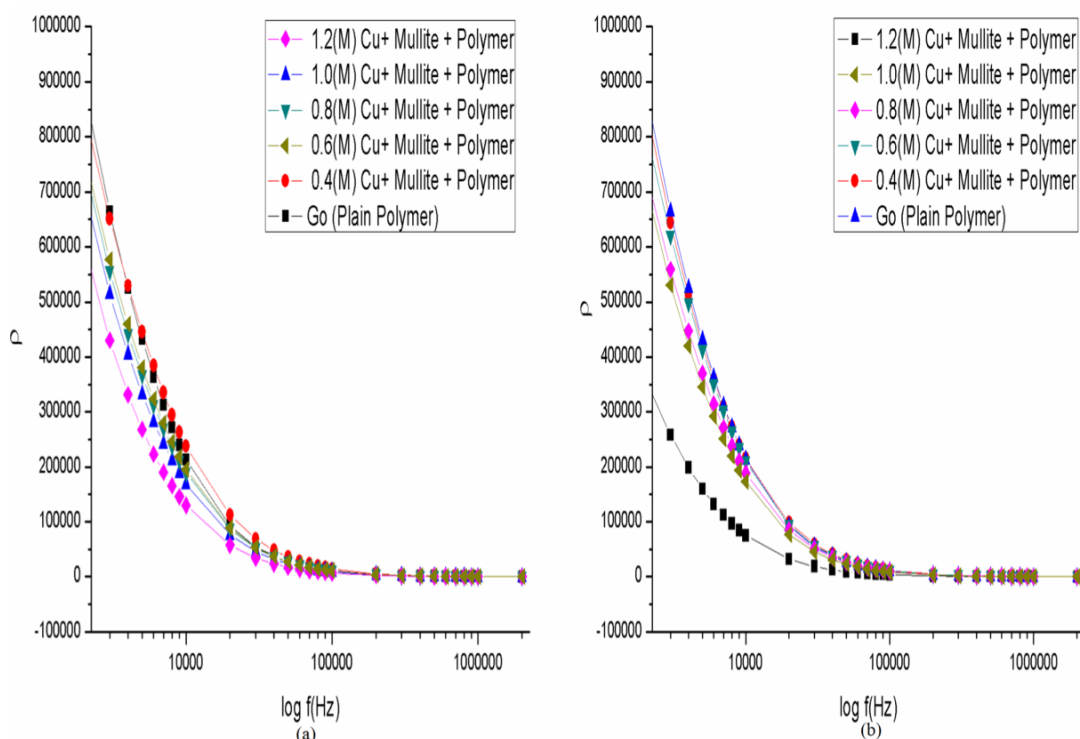 1000000
900000
800000
700000
600000
500000
400000
300000
200000
100000
0
-100000
ρ
1.2(M) Cu+ Mullite + Polymer
1.0(M) Cu+ Mullite + Polymer
0.8(M) Cu+ Mullite + Polymer
0.6(M) Cu+ Mullite + Polymer
0.4(M) Cu+ Mullite + Polymer
Go (Plain Polymer)
10000 100000 1000000
log f(Hz)
(a)
1000000
900000
800000
700000
600000
500000
400000
300000
200000
100000
0
-100000
ρ
1.2(M) Cu+ Mullite + Polymer
1.0(M) Cu+ Mullite + Polymer
0.8(M) Cu+ Mullite + Polymer
0.6(M) Cu+ Mullite + Polymer
0.4(M) Cu+ Mullite + Polymer
Go (Plain Polymer)
10000 100000 1000000
log f(Hz)
(b)